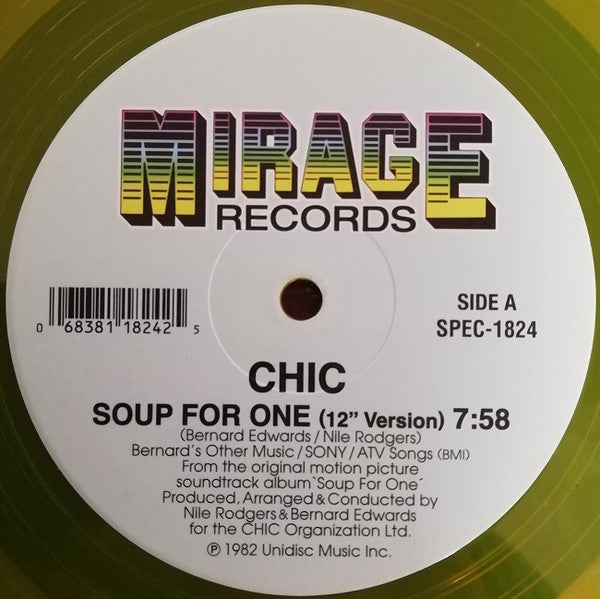 MIRAGE
RECORDS
0 68381 18242 5
SIDE A
SPEC-1824
CHIC
SOUP FOR ONE (12” Version) 7:58
(Bernard Edwards/Nile Rodgers)
Bernard's Other Music/SONY/ATV Songs (BMI)
From the original motion picture
soundtrack album`Soup For One´
Produced, Arranged & Conducted by
Nile Rodgers & Bernard Edwards
for the CHIC Organization Ltd.
℗ 1982 Unidisc Music Inc.